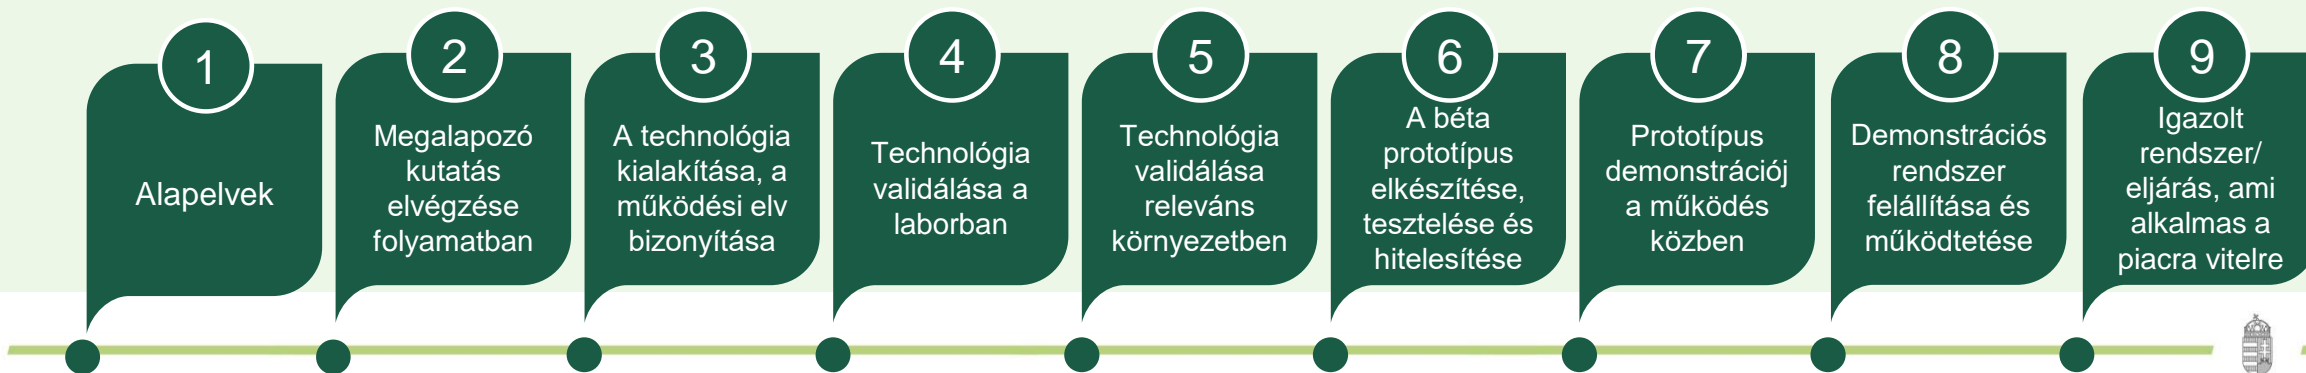 1
Alapelvek
2
Megalapozó
kutatás
elvégzése
folyamatban
3
A technológia
kialakítása, a
működési elv
bizonyítása
4
Technológia
validálása a
laborban
5
Technológia
validálása
releváns
környezetben
6
A béta
prototípus
elkészítése,
tesztelése és
hitelesítése
7
Prototípus
demonstrációj
a működés
közben
8
Demonstrációs
rendszer
felállítása és
működtetése
9
Igazolt
rendszer/
eljárás, ami
alkalmas a
piacra vitelre